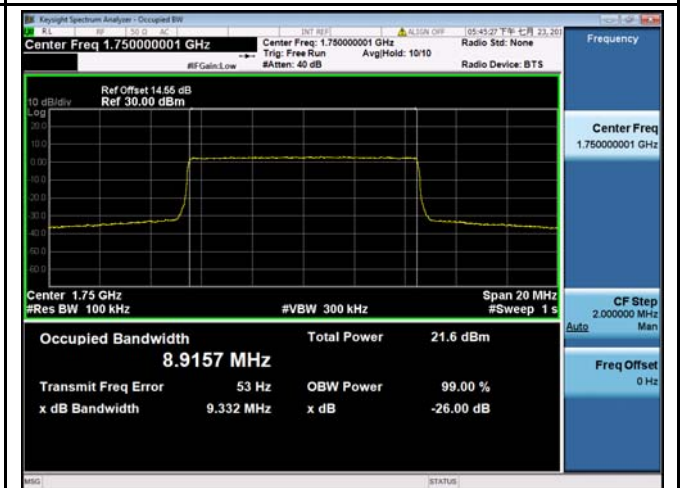 Keysight Spectrum Analyzer - Occupied BW
RL RF 50 Ω AC INT REF ALIGN OFF 05:45:27 下午 七月 23, 201
Center Freq 1.750000001 GHz
Center Freq: 1.750000001 GHz
Radio Std: None
Trig: Free Run Avg|Hold: 10/10
#IFGain:Low #Atten: 40 dB
Radio Device: BTS
Frequency
Ref Offset 14.55 dB
10 dB/div Ref 30.00 dBm
Log
20.0
10.0
0.00
-10.0
-20.0
-30.0
-40.0
-50.0
-60.0
Center Freq
1.750000001 GHz
Center 1.75 GHz
Span 20 MHz
#Res BW 100 kHz
#VBW 300 kHz
#Sweep 1 s
CF Step
2.000000 MHz
Auto Man
Occupied Bandwidth
8.9157 MHz
Total Power 21.6 dBm
Transmit Freq Error 53 Hz
OBW Power 99.00 %
x dB Bandwidth 9.332 MHz
x dB -26.00 dB
Freq Offset
0 Hz
MSG
STATUS